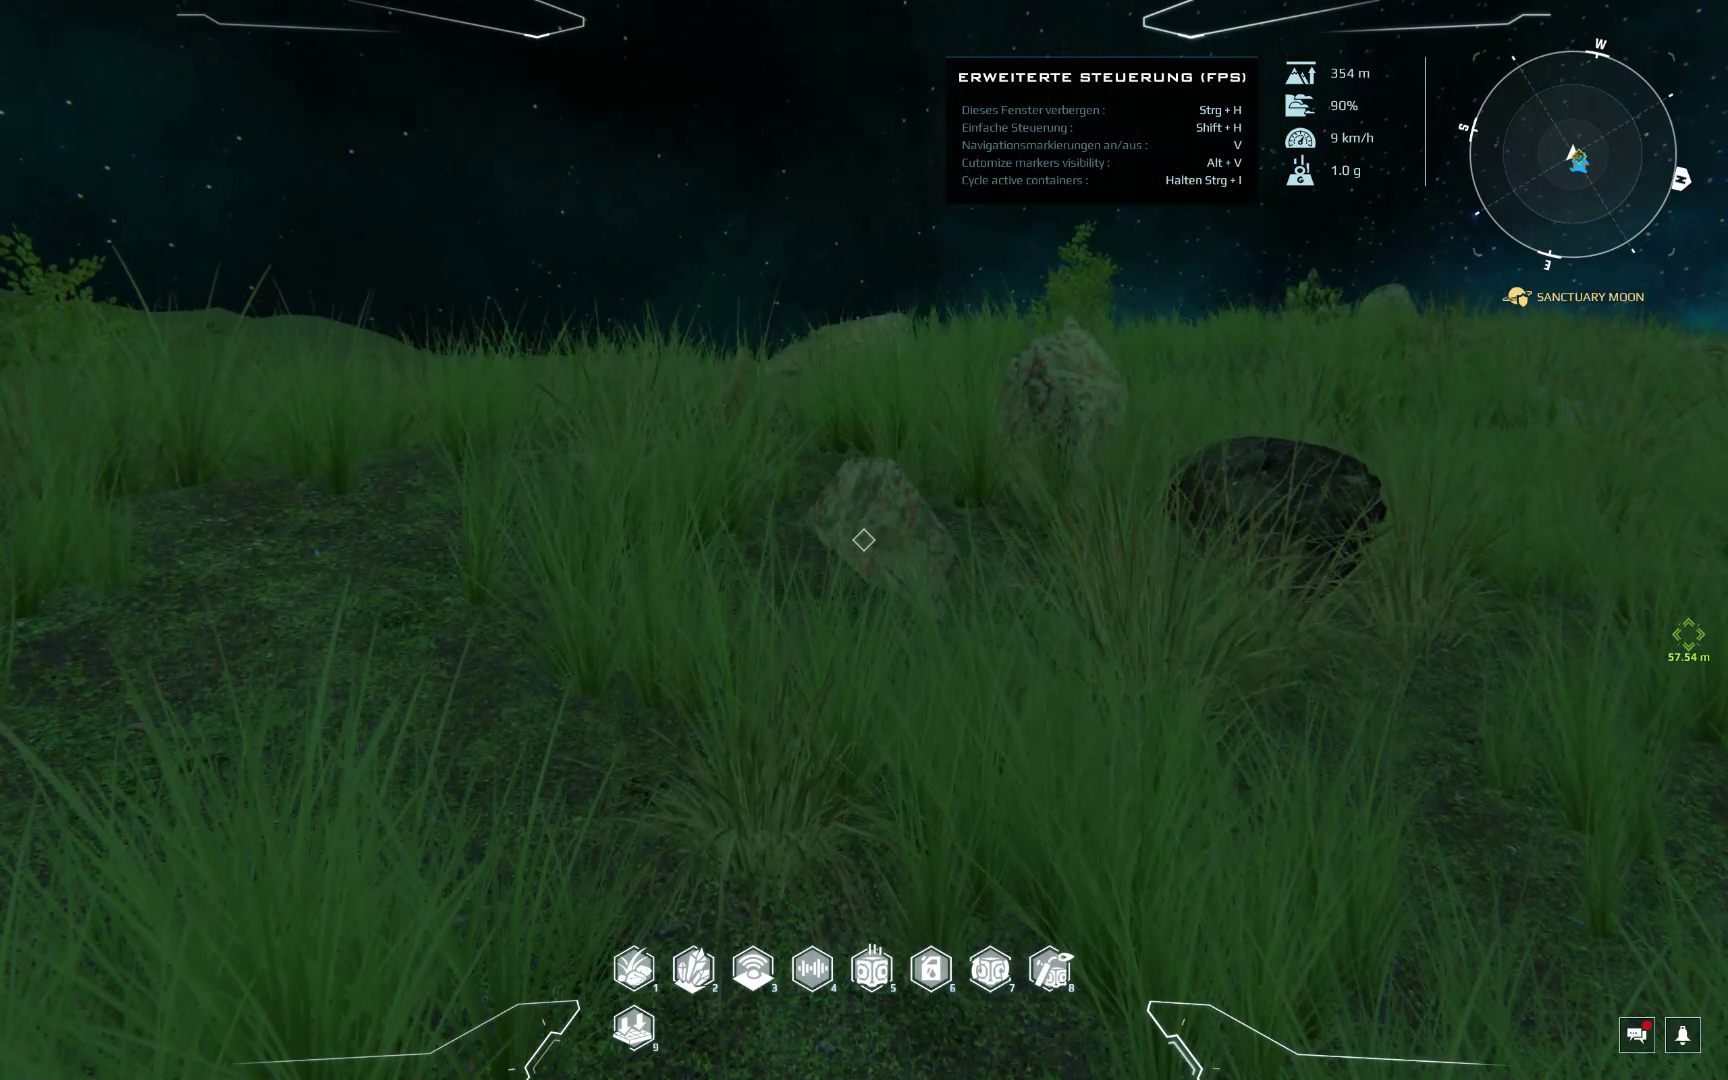 W
ERWEITERTE STEUERUNG (FPS)
354 m
Dieses Fenster verbergen : Strg + H
90%
Einfache Steuerung : Shift + H
S
Navigationsmarkierungen an/aus : V
9 km/h
Cutomize markers visibility : Alt + V
1.0 g
Cycle active containers : Halten Strg + I
N
E
SANCTUARY MOON
57.54 m
G
1
2
3
4
5
6
7
8
9